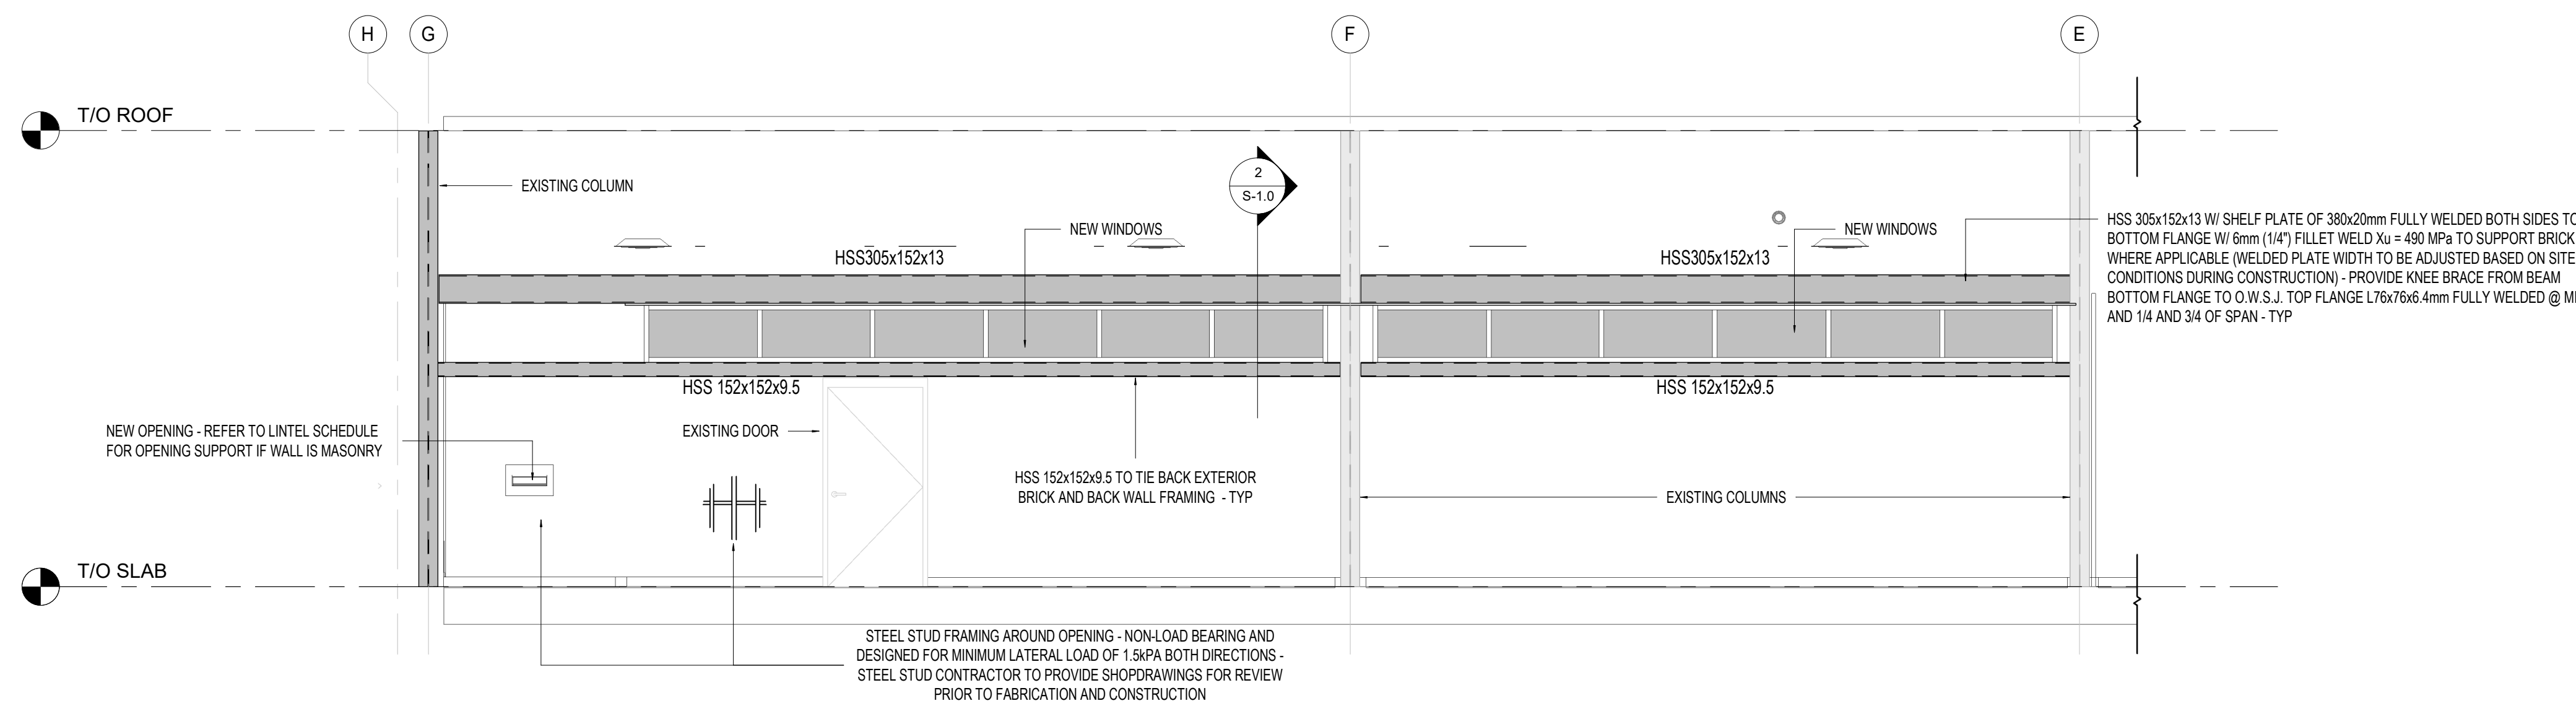 H
G
F
E
T/O ROOF
EXISTING COLUMN
2
S-1.0
NEW WINDOWS
NEW WINDOWS
HSS305x152x13
HSS305x152x13
HSS 305x152x13 W/ SHELF PLATE OF 380x20mm FULLY WELDED BOTH SIDES TO
BOTTOM FLANGE W/ 6mm (1/4") FILLET WELD Xu = 490 MPa TO SUPPORT BRICK
WHERE APPLICABLE (WELDED PLATE WIDTH TO BE ADJUSTED BASED ON SITE
CONDITIONS DURING CONSTRUCTION) - PROVIDE KNEE BRACE FROM BEAM
BOTTOM FLANGE TO O.W.S.J. TOP FLANGE L76x76x6.4mm FULLY WELDED @
AND 1/4 AND 3/4 OF SPAN - TYP
HSS 152x152x9.5
HSS 152x152x9.5
NEW OPENING - REFER TO LINTEL SCHEDULE
FOR OPENING SUPPORT IF WALL IS MASONRY
EXISTING DOOR
HSS 152x152x9.5 TO TIE BACK EXTERIOR
BRICK AND BACK WALL FRAMING - TYP
EXISTING COLUMNS
T/O SLAB
STEEL STUD FRAMING AROUND OPENING - NON-LOAD BEARING AND
DESIGNED FOR MINIMUM LATERAL LOAD OF 1.5kPA BOTH DIRECTIONS -
STEEL STUD CONTRACTOR TO PROVIDE SHOPDRAWINGS FOR REVIEW
PRIOR TO FABRICATION AND CONSTRUCTION